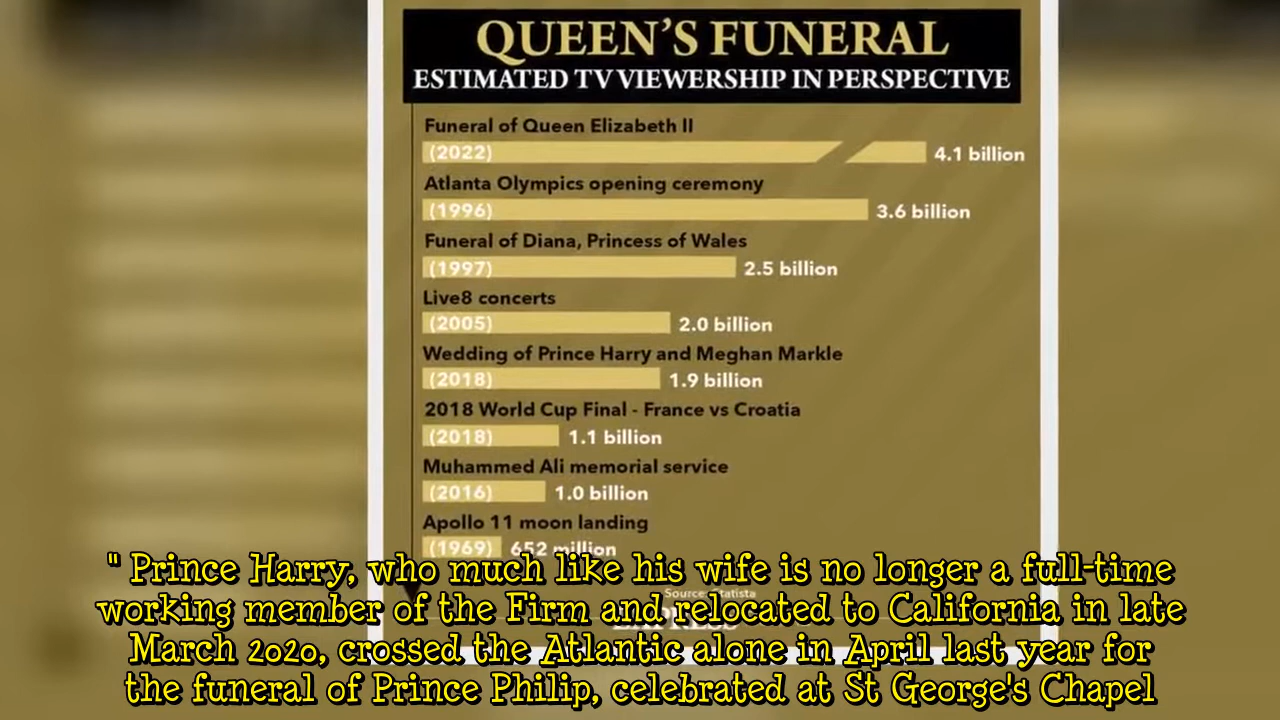 QUEEN'S FUNERAL
ESTIMATED TV VIEWERSHIP IN PERSPECTIVE
Funeral of Queen Elizabeth II
(2022) 4.1 billion
Atlanta Olympics opening ceremony
(1996) 3.6 billion
Funeral of Diana, Princess of Wales
(1997) 2.5 billion
Live8 concerts
(2005) 2.0 billion
Wedding of Prince Harry and Meghan Markle
(2018) 1.9 billion
2018 World Cup Final - France vs Croatia
(2018) 1.1 billion
Muhammed Ali memorial service
(2016) 1.0 billion
Apollo 11 moon landing
(1969) 652 million
Source: Statista
" Prince Harry, who much like his wife is no longer a full-time
working member of the Firm and relocated to California in late
March 2020, crossed the Atlantic alone in April last year for
the funeral of Prince Philip, celebrated at St George's Chapel